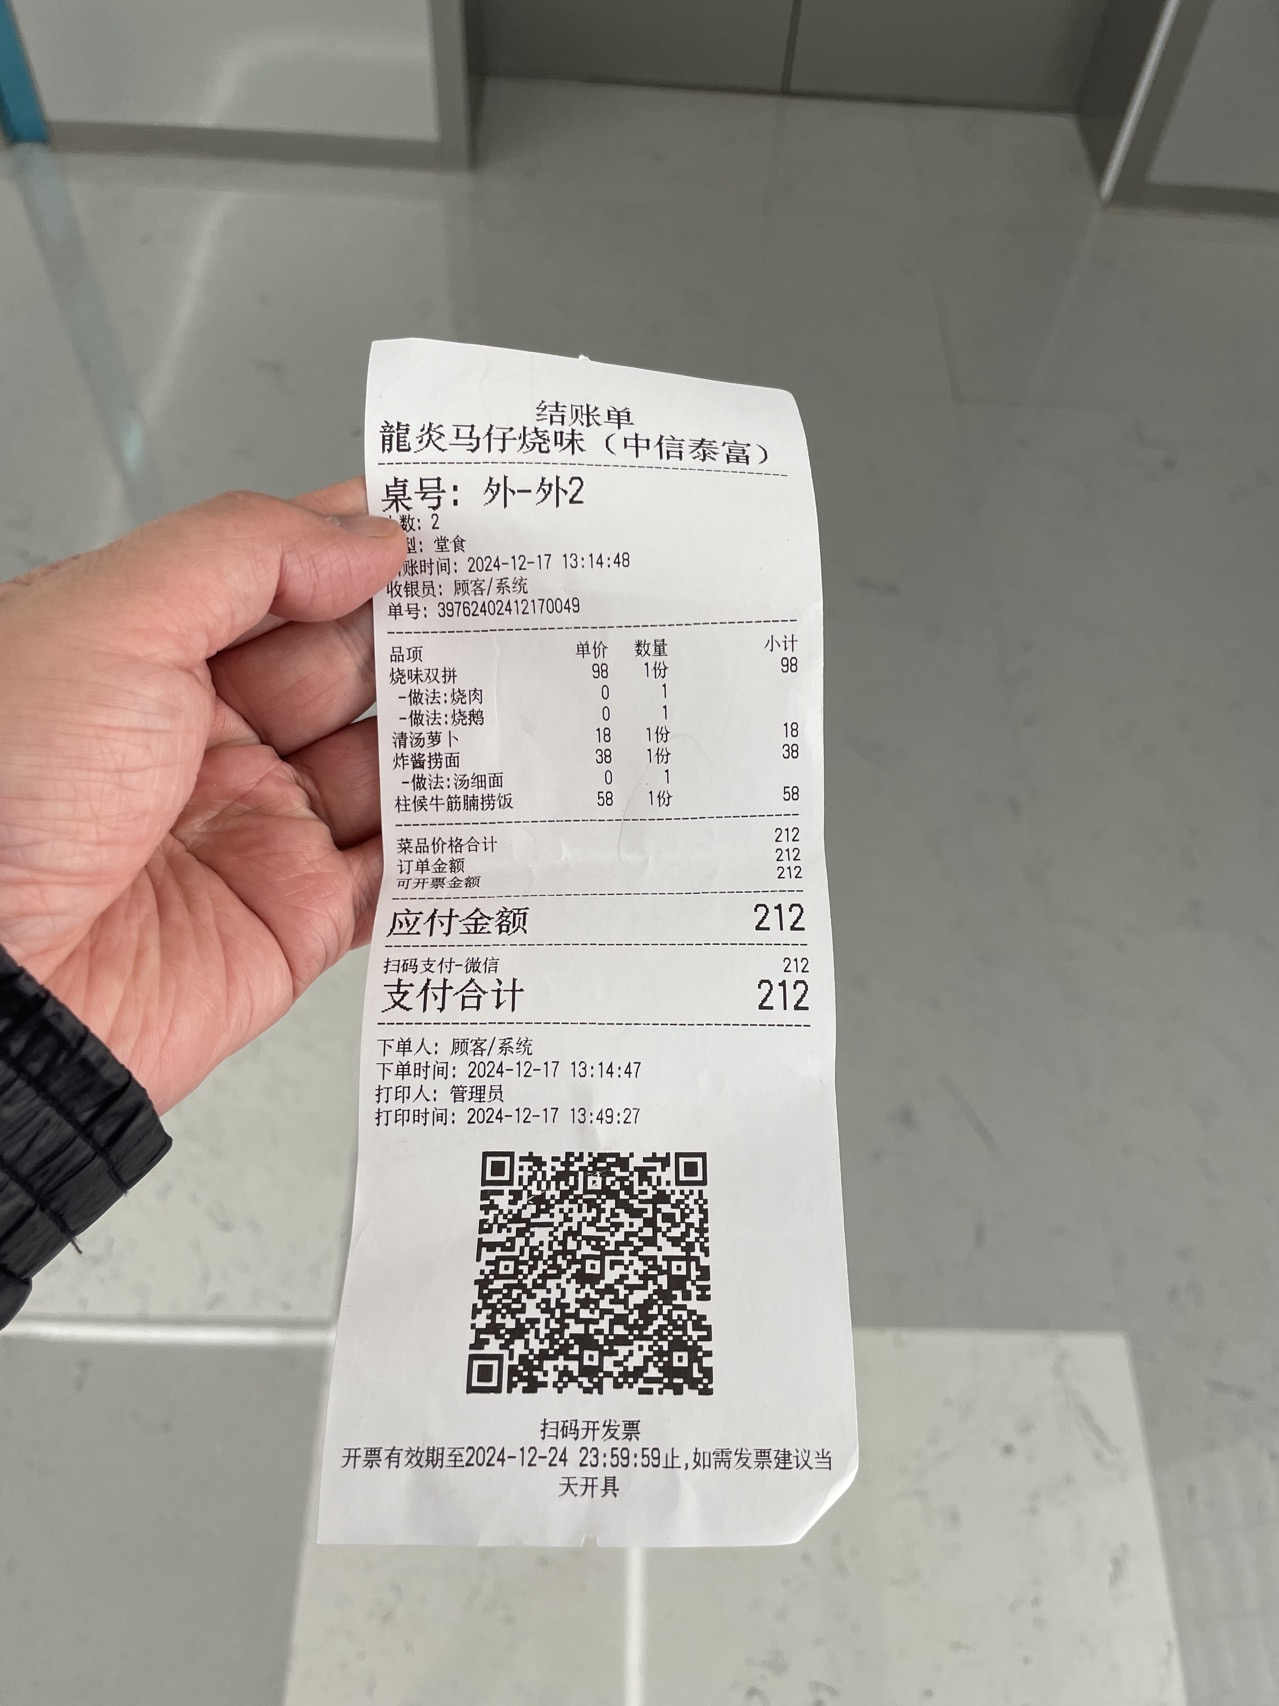 结账单
龍炎马仔烧味（中信泰富）
桌号: 外-外2
数: 2
型: 堂食
账时间: 2024-12-17 13:14:48
收银员: 顾客/系统
单号: 39762402412170049
品项 单价 数量 小计
烧味双拼 98 1份 98
-做法:烧肉 0 1
-做法:烧鹅 0 1
清汤萝卜 18 1份 18
炸酱捞面 38 1份 38
-做法:汤细面 0 1
柱候牛筋腩捞饭 58 1份 58
菜品价格合计 212
订单金额 212
可开票金额 212
应付金额 212
扫码支付-微信 212
支付合计 212
下单人: 顾客/系统
下单时间: 2024-12-17 13:14:47
打印人: 管理员
打印时间: 2024-12-17 13:49:27
扫码开发票
开票有效期至2024-12-24 23:59:59止,如需发票建议当
天开具